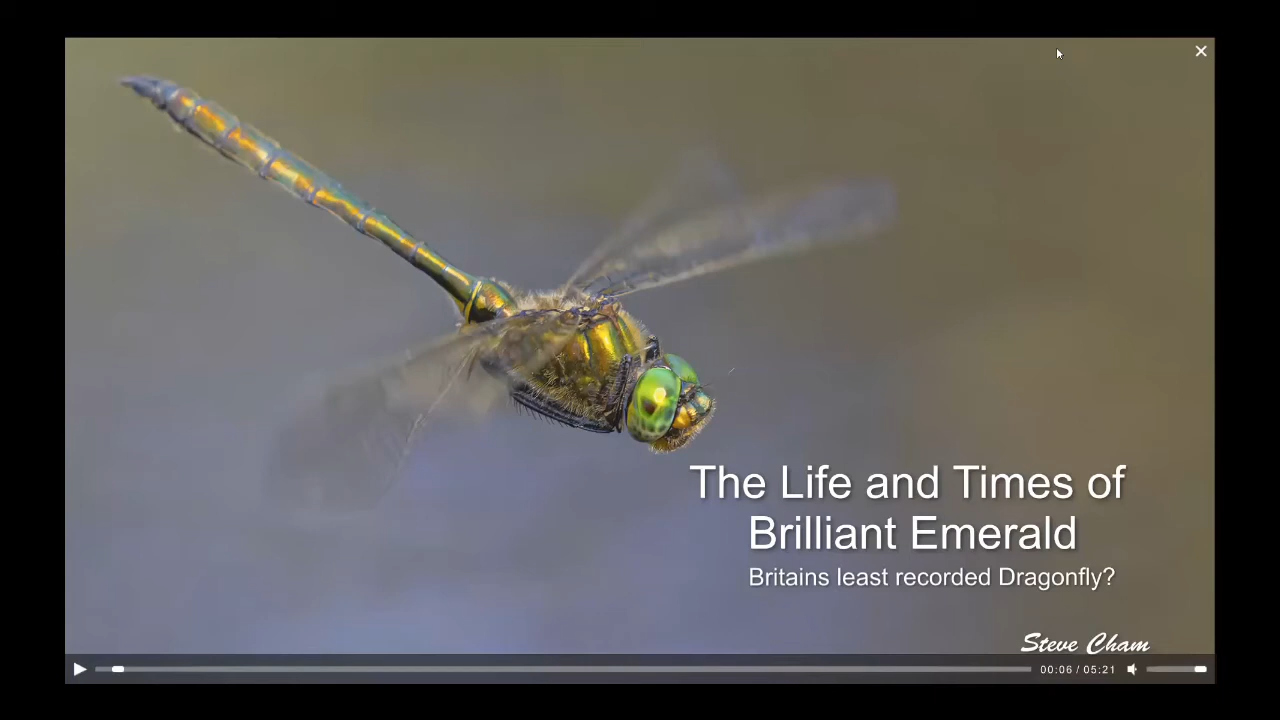 The Life and Times of
Brilliant Emerald
Britains least recorded Dragonfly?
Steve Cham
00:06 / 05:21